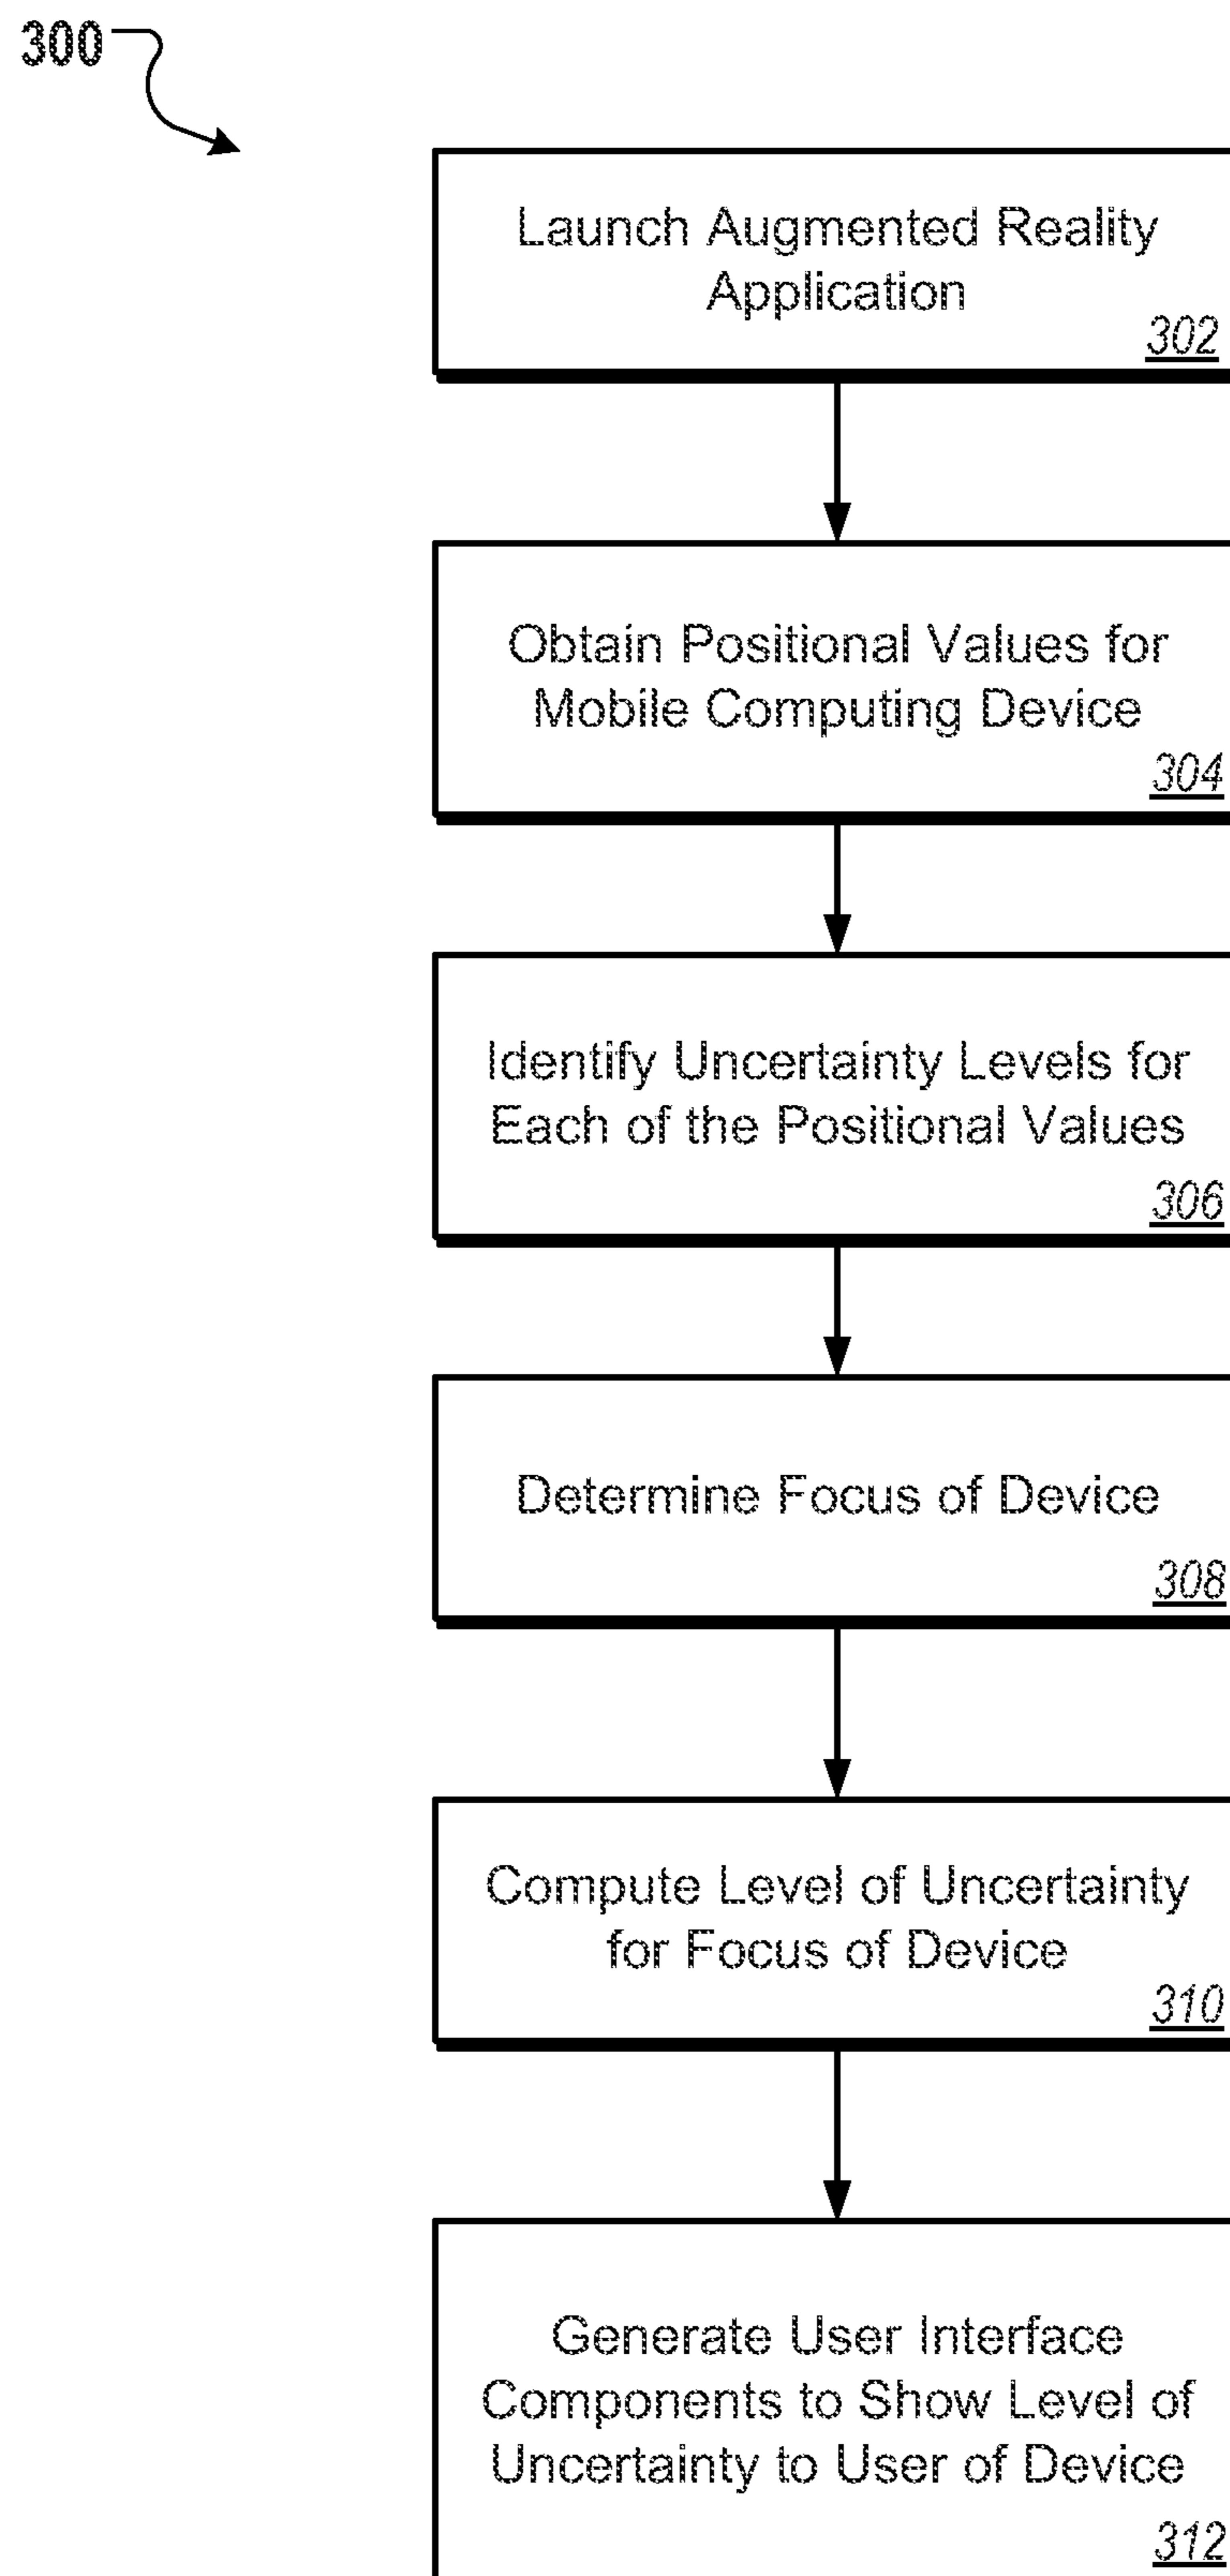 300
Launch Augmented Reality
Application
302
Obtain Positional Values for
Mobile Computing Device
304
Identify Uncertainty Levels for
Each of the Positional Values
306
Determine Focus of Device
308
Compute Level of Uncertainty
for Focus of Device
310
Generate User Interface
Components to Show Level of
Uncertainty to User of Device
312